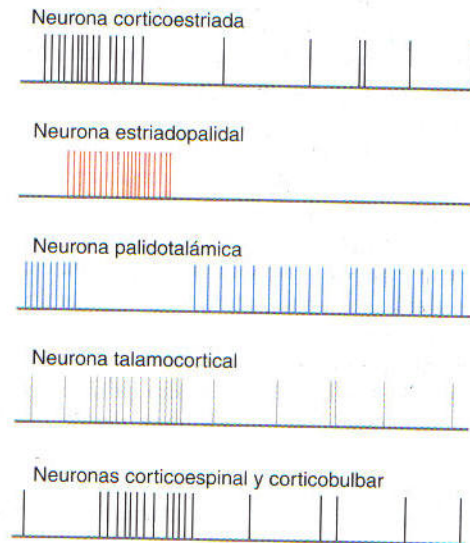 Neurona corticoestriada
Neurona estriadopalidal
Neurona palidotalámica
Neurona talamocortical
Neuronas corticoespinal y corticobulbar